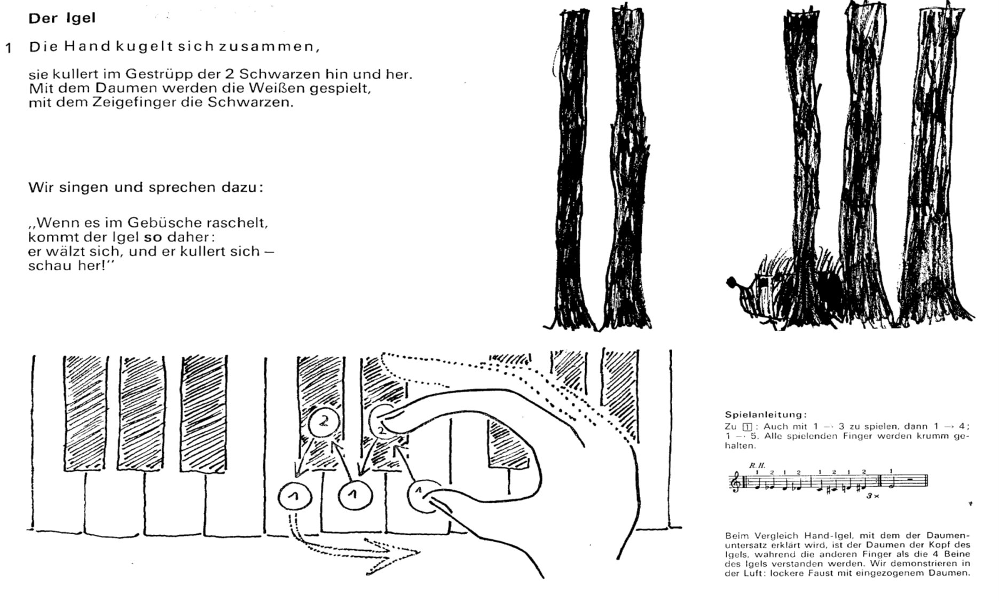 Der Igel
1 Die Hand kugelt sich zusammen,
sie kullert im Gestrüpp der 2 Schwarzen hin und her.
Mit dem Daumen werden die Weißen gespielt,
mit dem Zeigefinger die Schwarzen.
Wir singen und sprechen dazu:
„Wenn es im Gebüsche raschelt,
kommt der Igel so daher:
er wälzt sich, und er kullert sich –
schau her!“
2
2
1
1
1
Spielanleitung:
Zu 1 : Auch mit 1 → 3 zu spielen, dann 1 → 4;
1 → 5. Alle spielenden Finger werden krumm ge-
halten.
R. H.
1 2 1 2 1 2 1 2 1
3×
Beim Vergleich Hand-Igel, mit dem der Daumen-
untersatz erklärt wird, ist der Daumen der Kopf des
Igels, wahrend die anderen Finger als die 4 Beine
des Igels verstanden werden. Wir demonstrieren in
der Luft: lockere Faust mit eingezogenem Daumen.